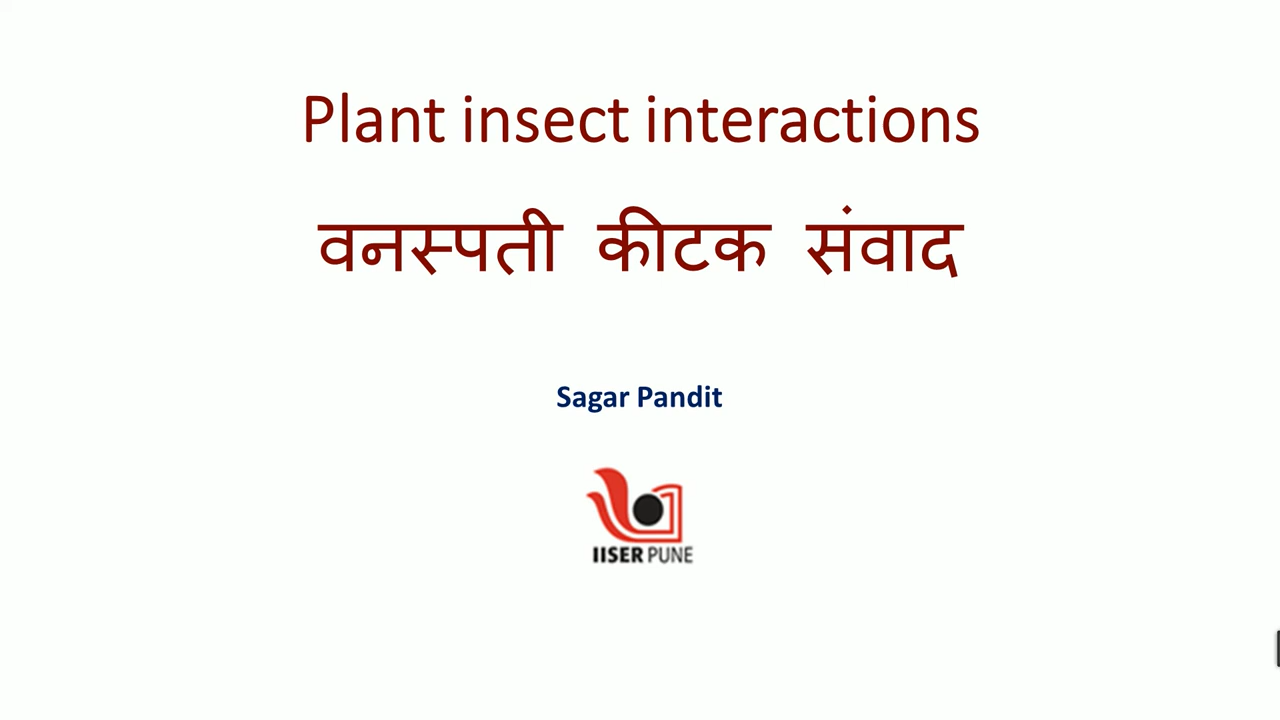 Plant insect interactions
वनस्पती कीटक संवाद
Sagar Pandit
IISER PUNE